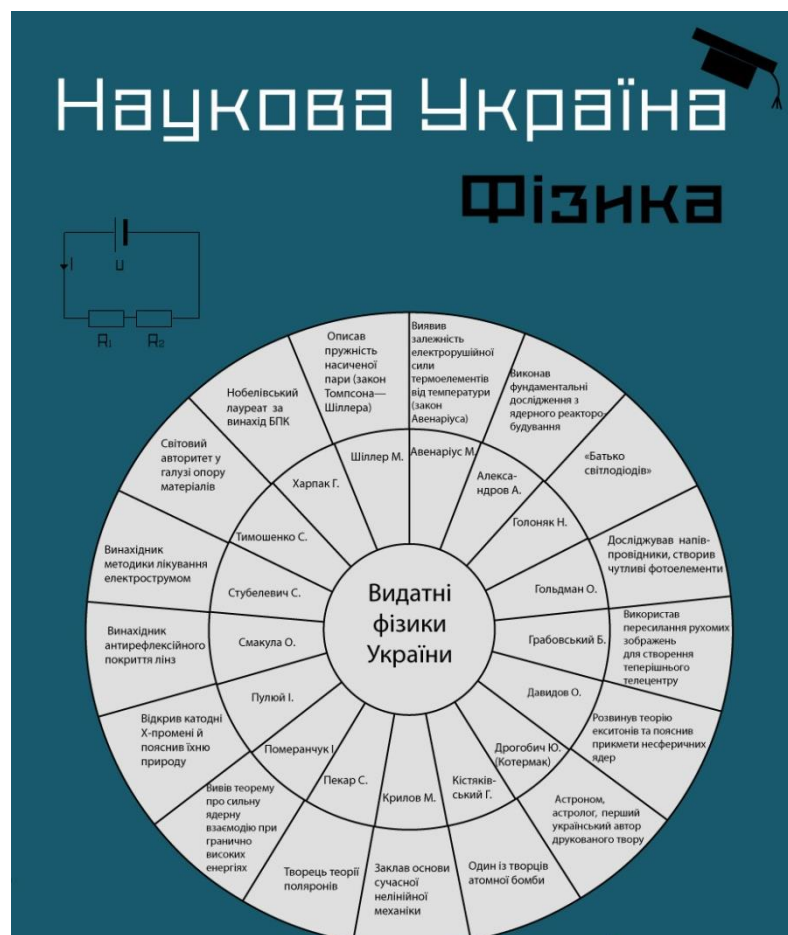 Наукова Україна
Фізика
I
U
R1
R2
Видатні
фізики
України
Виявив
залежність
електрорушійної
сили
термоелементів
від температури
(закон
Авенаріуса)
Авенаріус М.
Виконав
фундаментальні
дослідження з
ядерного реакторо-
будування
Алекса-
ндров А.
«Батько
світлодіодів»
Голоняк Н.
Досліджував напів-
провідники, створив
чутливі фотоелементи
Гольдман О.
Використав
пересилання рухомих
зображень
для створення
теперішнього
телецентру
Грабовський Б.
Розвинув теорію
екситонів та пояснив
прикмети несферичних
ядер
Давидов О.
Астроном,
астролог, перший
український автор
друкованого твору
Дрогобич Ю.
(Котермак)
Один із творців
атомної бомби
Кістяків-
ський Г.
Заклав основи
сучасної
нелінійної
механіки
Крилов М.
Творець теорії
поляронів
Пекар С.
Вивів теорему
про сильну
ядерну
взаємодію при
гранично
високих
енергіях
Померанчук І.
Відкрив катодні
Х-промені й
пояснив їхню
природу
Пулюй І.
Винахідник
антирефлексійного
покриття лінз
Смакула О.
Винахідник
методики лікування
електрострумом
Стубелевич С.
Світовий
авторитет у
галузі опору
матеріалів
Тимошенко С.
Нобелівський
лауреат за
винахід БПК
Харпак Г.
Описав
пружність
насиченої
пари (закон
Томпсона—
Шіллера)
Шіллер М.